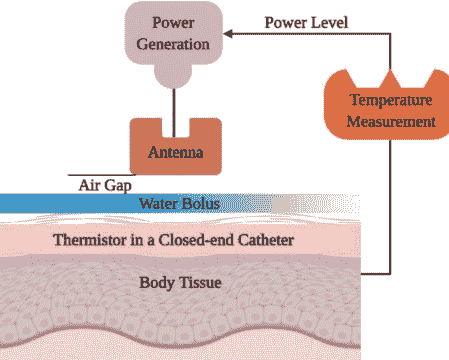 Power
Generation
Power Level
Temperature
Measurement
Antenna
Air Gap
Water Bolus
Thermistor in a Closed-end Catheter
Body Tissue